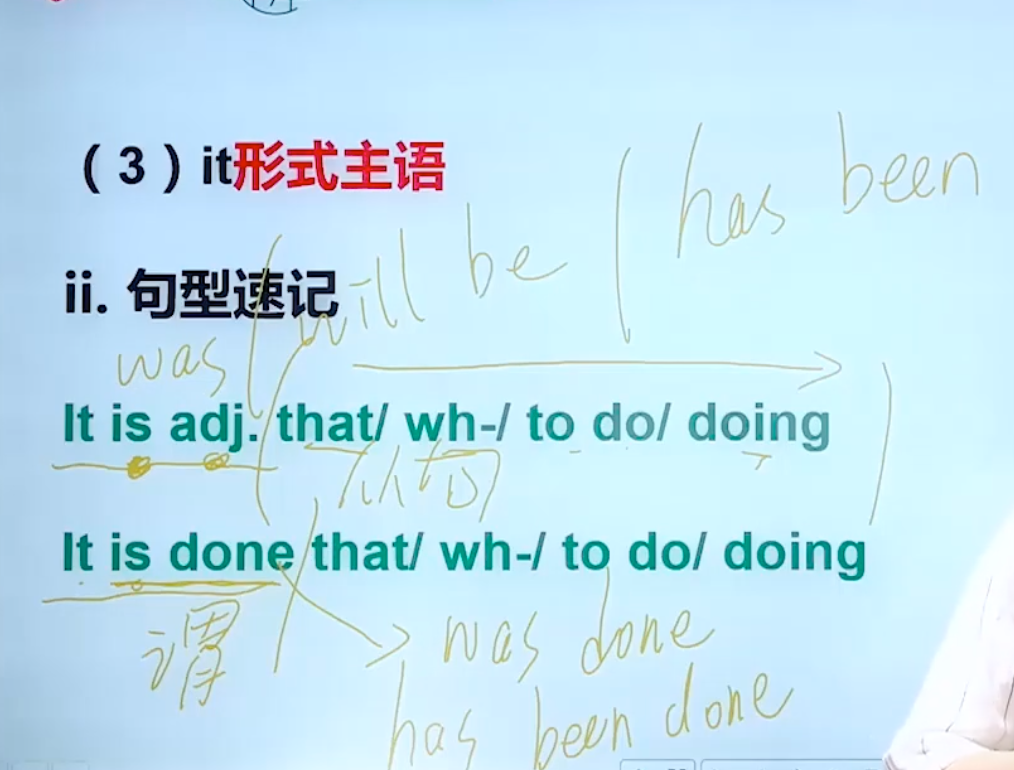 （3）it形式主语
has been
will be
ii. 句型速记
was
It is adj. that/ wh-/ to do/ doing
从句
It is done that/ wh-/ to do/ doing
谓
was done
has been done